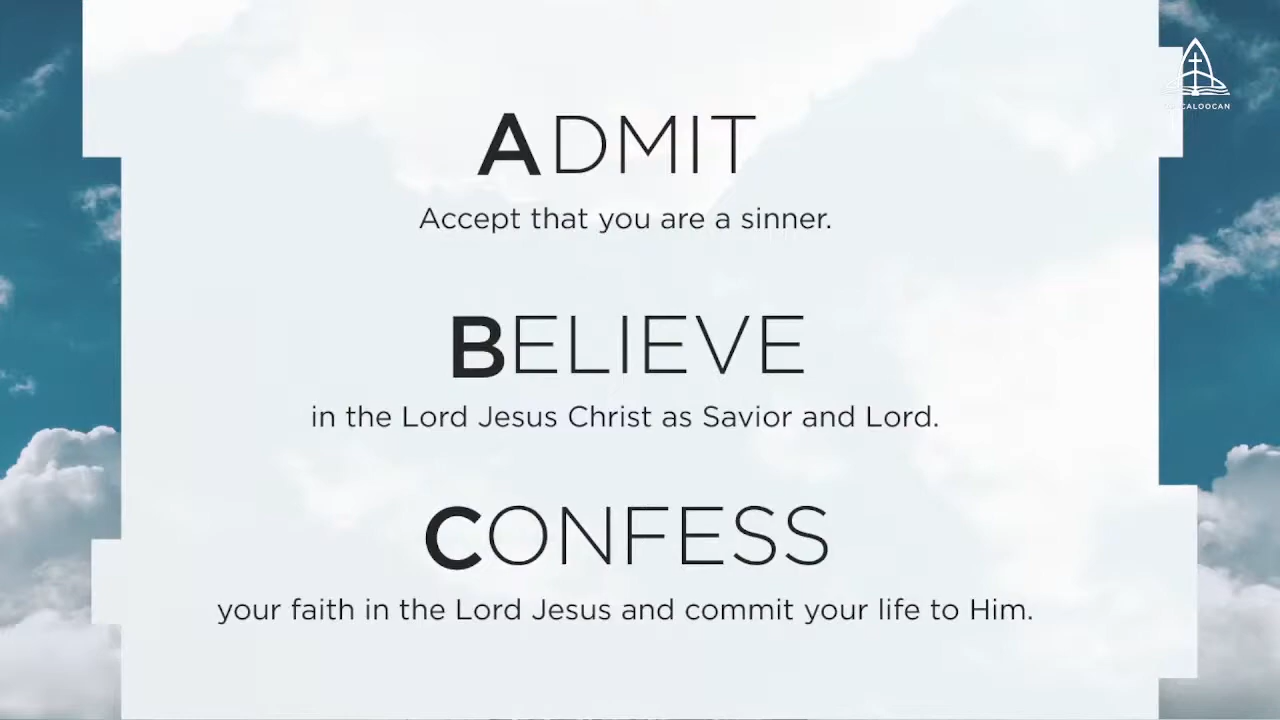 CALOOCAN
ADMIT
Accept that you are a sinner.
BELIEVE
in the Lord Jesus Christ as Savior and Lord.
CONFESS
your faith in the Lord Jesus and commit your life to Him.